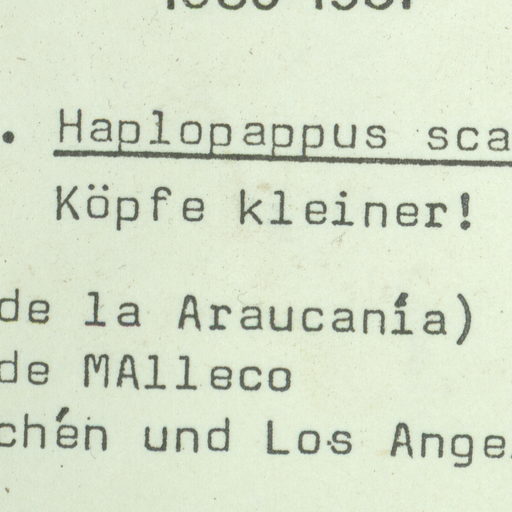 . Haplopappus sca
Köpfe kleiner!
de la Araucanía)
de MAlleco
chén und Los Ange